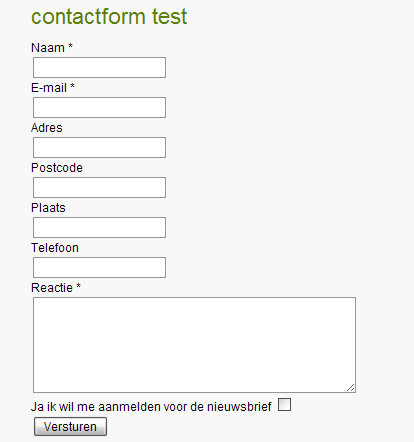 contactform test
Naam *
E-mail *
Adres
Postcode
Plaats
Telefoon
Reactie *
Ja ik wil me aanmelden voor de nieuwsbrief
Versturen